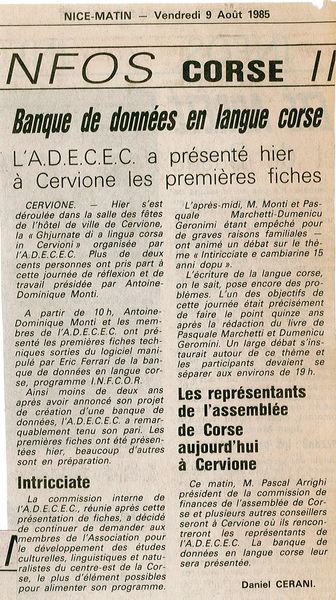 NICE-MATIN — Vendredi 9 Août 1985
NFOS CORSE I
Banque de données en langue corse
L'A.D.E.C.E.C. a présenté hier
à Cervione les premières fiches
CERVIONE. — Hier s'est
déroulée dans la salle des fêtes
de l'hôtel de ville de Cervione,
la « Ghjurnate di a lingua corsa
in Cervioni » organisée par
l'A.D.E.C.E.C. Plus de deux
cents personnes ont pris part à
cette journée de réflexion et de
travail présidée par Antoine-
Dominique Monti.
A partir de 10 h, Antoine-
Dominique Monti et les mem-
bres de l'A.D.E.C.E.C. ont pré-
senté les premières fiches tech-
niques sorties du logiciel mani-
pulé par Eric Ferrari de la ban-
que de données en langue cor-
se, programme I.N.F.C.O.R.
Ainsi moins de deux ans
après avoir annoncé son projet
de création d'une banque de
données, l'A.D.E.C.E.C. a re-
marquablement tenu son pari. Les
premières fiches ont été présen-
tées hier, beaucoup d'autres
sont en préparation.
Intricciate
La commission interne de
l'A.D.E.C.E.C., réunie après cette
présentation de fiches, a décidé
de continuer de demander aux
membres de l'Association pour
le développement des études
culturelles, linguistiques et na-
turalistes du centre-est de la Cor-
se, le plus d'élément possibles
pour alimenter son programme.
L'après-midi, M. Monti et Pas-
quale Marchetti-Dumenicu
Geronimi étant empêché pour
de graves raisons familiales —
ont animé un débat sur le thème
« Intiricciate e cambiarine 15
anni dopu ».
L'écriture de la langue corse,
on le sait, pose encore des pro-
blèmes. L'un des objectifs de
cette journée était précisément
de faire le point quinze ans
après la rédaction du livre de
Pasquale Marchetti et Dumenicu
Geromini. Un large débat s'ins-
taurait autour de ce thème et
les participants devaient se
séparer aux environs de 19 h.
Les représentants
de l'assemblée
de Corse
aujourd'hui
à Cervione
Ce matin, M. Pascal Arrighi
président de la commission de
finances de l'assemblée de Cor-
se et plusieurs autres conseillers
seront à Cervione où ils rencon-
treront les représentants de
l'A.D.E.C.E.C. La banque de
données en langue corse leur
sera présentée.
Daniel CERANI.